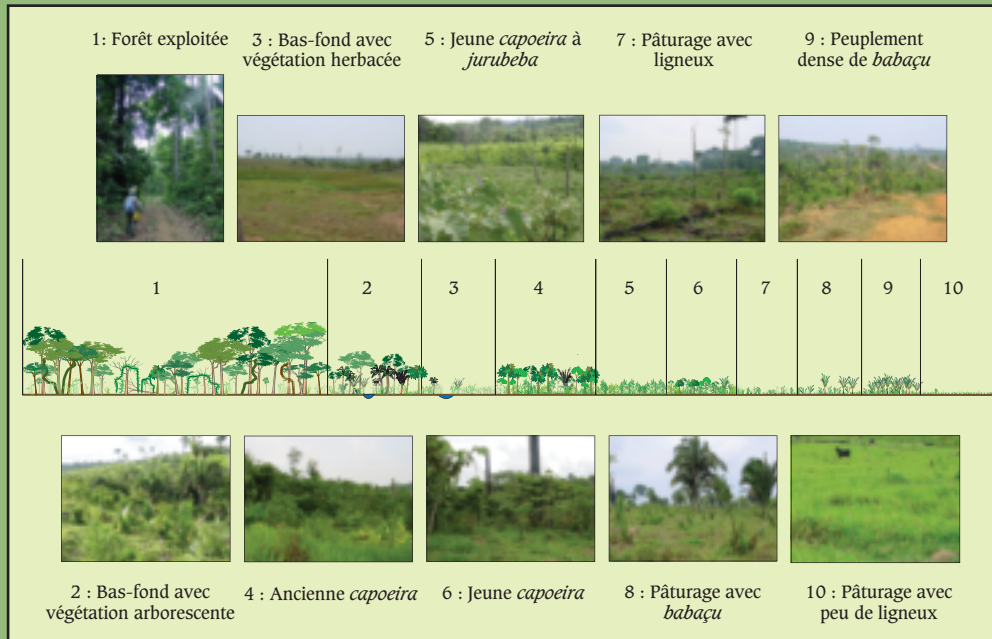 1: Forêt exploitée
3 : Bas-fond avec
végétation herbacée
5 : Jeune capoeira à
jurubeba
7 : Pâturage avec
ligneux
9 : Peuplement
dense de babaçu
1 2 3 4 5 6 7 8 9 10
2 : Bas-fond avec
végétation arborescente
4 : Ancienne capoeira
6 : Jeune capoeira
8 : Pâturage avec
babaçu
10 : Pâturage avec
peu de ligneux